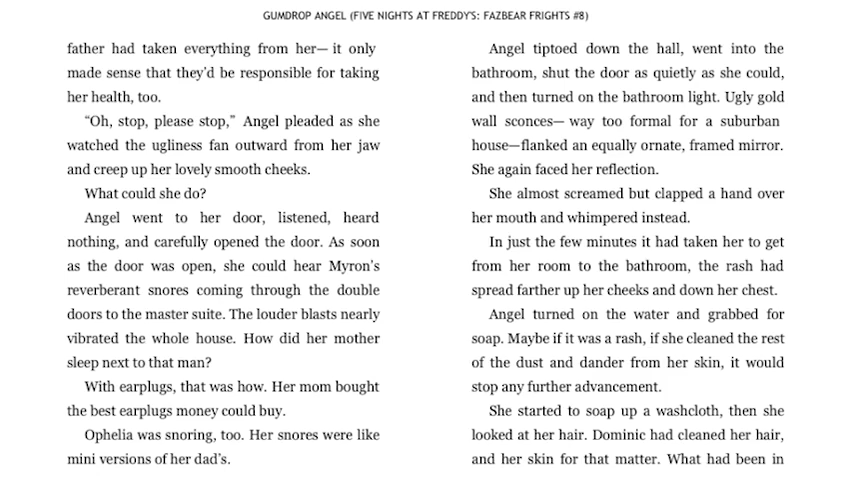 GUMDROP ANGEL (FIVE NIGHTS AT FREDDY'S: FAZBEAR FRIGHTS #8)
father had taken everything from her— it only
made sense that they'd be responsible for taking
her health, too.
“Oh, stop, please stop,” Angel pleaded as she
watched the ugliness fan outward from her jaw
and creep up her lovely smooth cheeks.
What could she do?
Angel went to her door, listened, heard
nothing, and carefully opened the door. As soon
as the door was open, she could hear Myron's
reverberant snores coming through the double
doors to the master suite. The louder blasts nearly
vibrated the whole house. How did her mother
sleep next to that man?
With earplugs, that was how. Her mom bought
the best earplugs money could buy.
Ophelia was snoring, too. Her snores were like
mini versions of her dad's.
Angel tiptoed down the hall, went into the
bathroom, shut the door as quietly as she could,
and then turned on the bathroom light. Ugly gold
wall sconces— way too formal for a suburban
house—flanked an equally ornate, framed mirror.
She again faced her reflection.
She almost screamed but clapped a hand over
her mouth and whimpered instead.
In just the few minutes it had taken her to get
from her room to the bathroom, the rash had
spread farther up her cheeks and down her chest.
Angel turned on the water and grabbed for
soap. Maybe if it was a rash, if she cleaned the rest
of the dust and dander from her skin, it would
stop any further advancement.
She started to soap up a washcloth, then she
looked at her hair. Dominic had cleaned her hair,
and her skin for that matter. What had been in